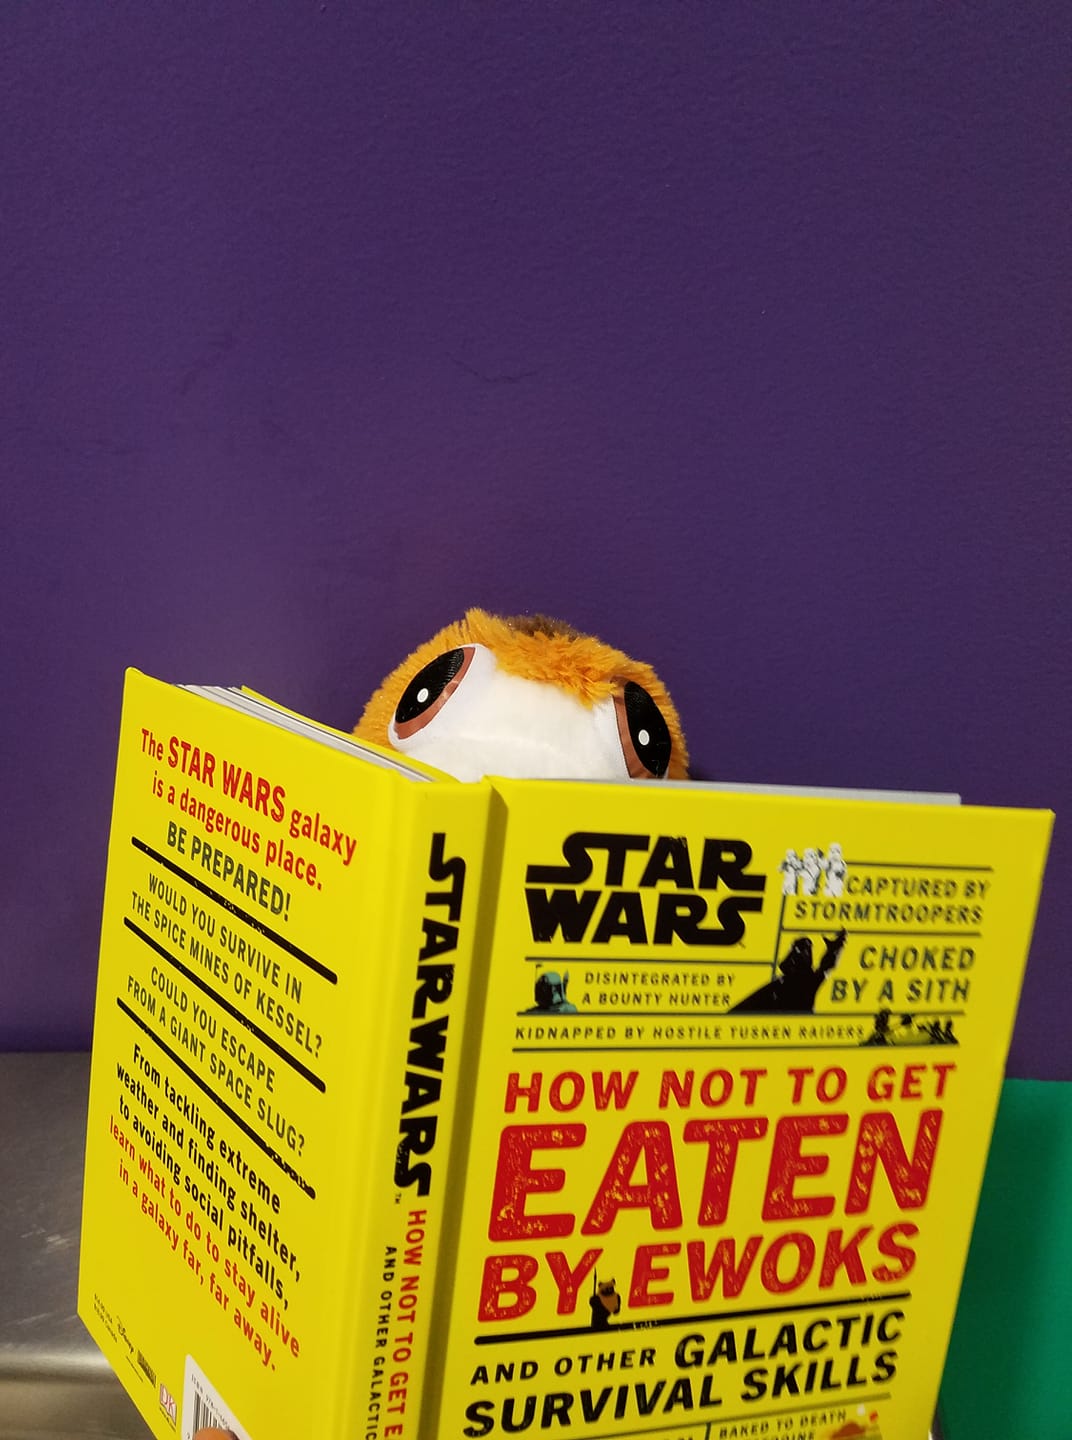 The STAR WARS galaxy
is a dangerous place.
BE PREPARED!
WOULD YOU SURVIVE IN
THE SPICE MINES OF KESSEL?
COULD YOU ESCAPE
FROM A GIANT SPACE SLUG?
From tackling extreme
weather and finding shelter,
to avoiding social pitfalls,
learn what to do to stay alive
in a galaxy far, far away.
Disney
DK
STAR WARS™ HOW NOT TO GET E
AND OTHER GALACTIC
STAR
WARS
CAPTURED BY
STORMTROOPERS
CHOKED
BY A SITH
DISINTEGRATED BY
A BOUNTY HUNTER
KIDNAPPED BY HOSTILE TUSKEN RAIDERS
HOW NOT TO GET
EATEN
BY EWOKS
AND OTHER GALACTIC
SURVIVAL SKILLS
BAKED TO DEATH